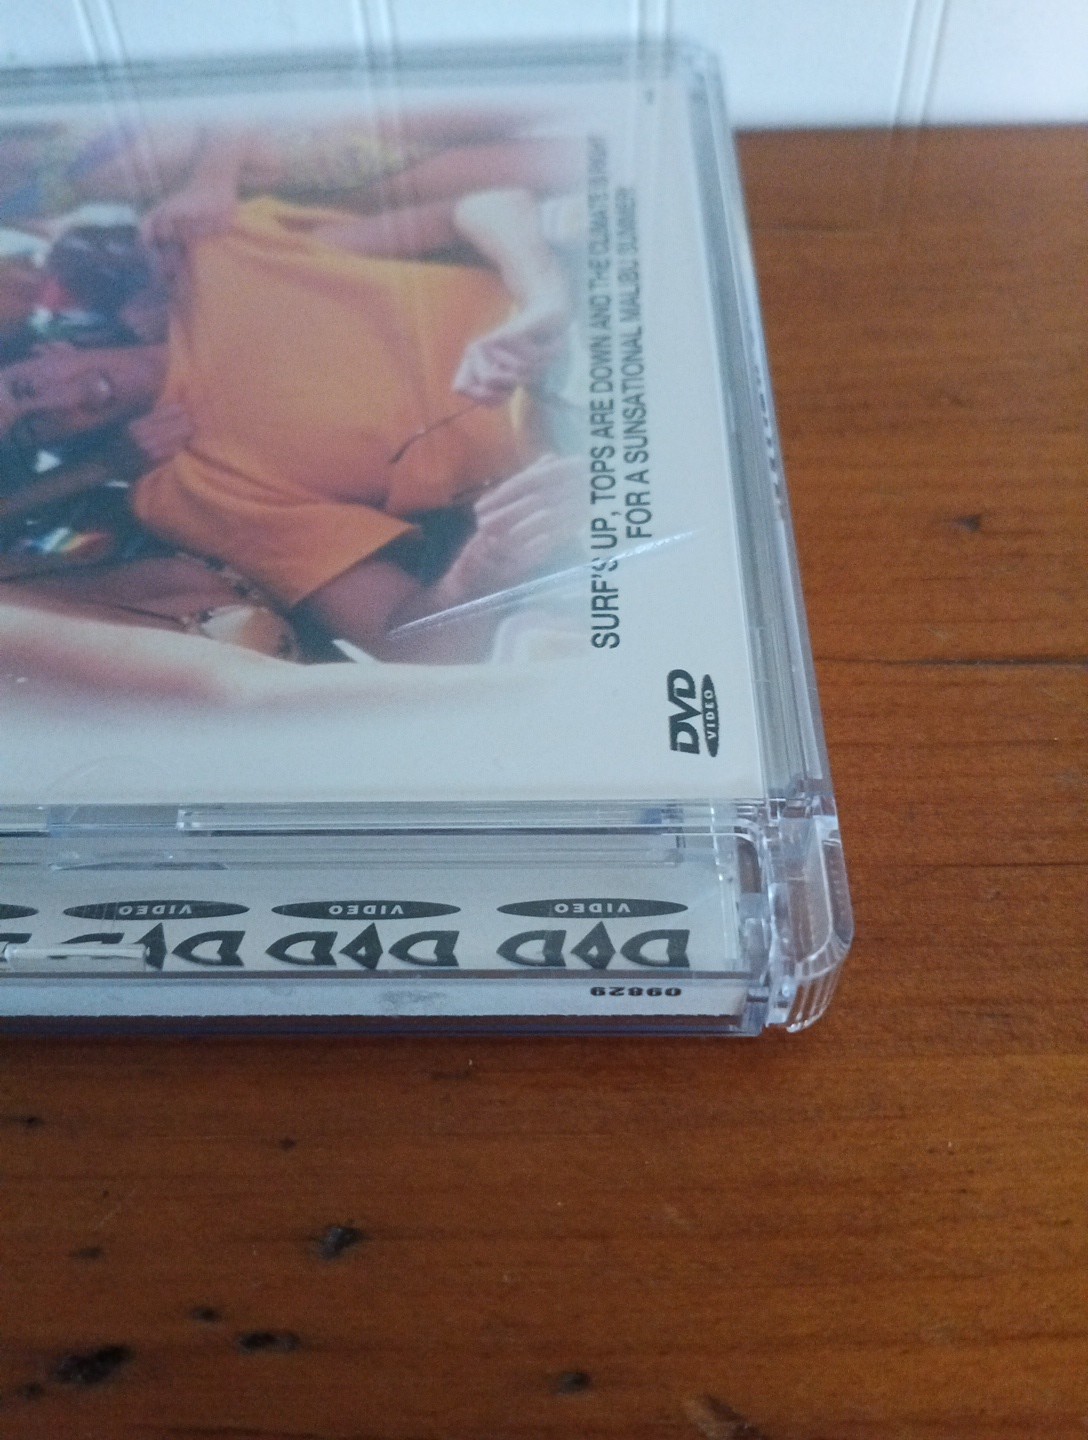 SURF'S UP, TOPS ARE DOWN AND THE CLIMATE IS RIGHT
FOR A SUNSATIONAL MALIBU SUMMER!
DVD
VIDEO
VIDEO
VIDEO
VIDEO
DVD
DVD
09829